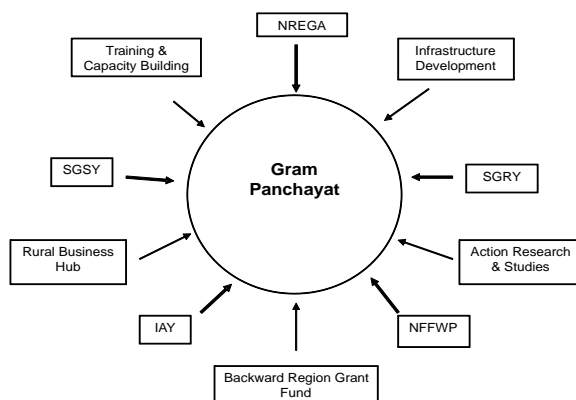 NREGA
Training &
Capacity Building
Infrastructure
Development
Gram
Panchayat
SGSY
SGRY
Rural Business
Hub
Action Research
& Studies
IAY
NFFWP
Backward Region Grant
Fund